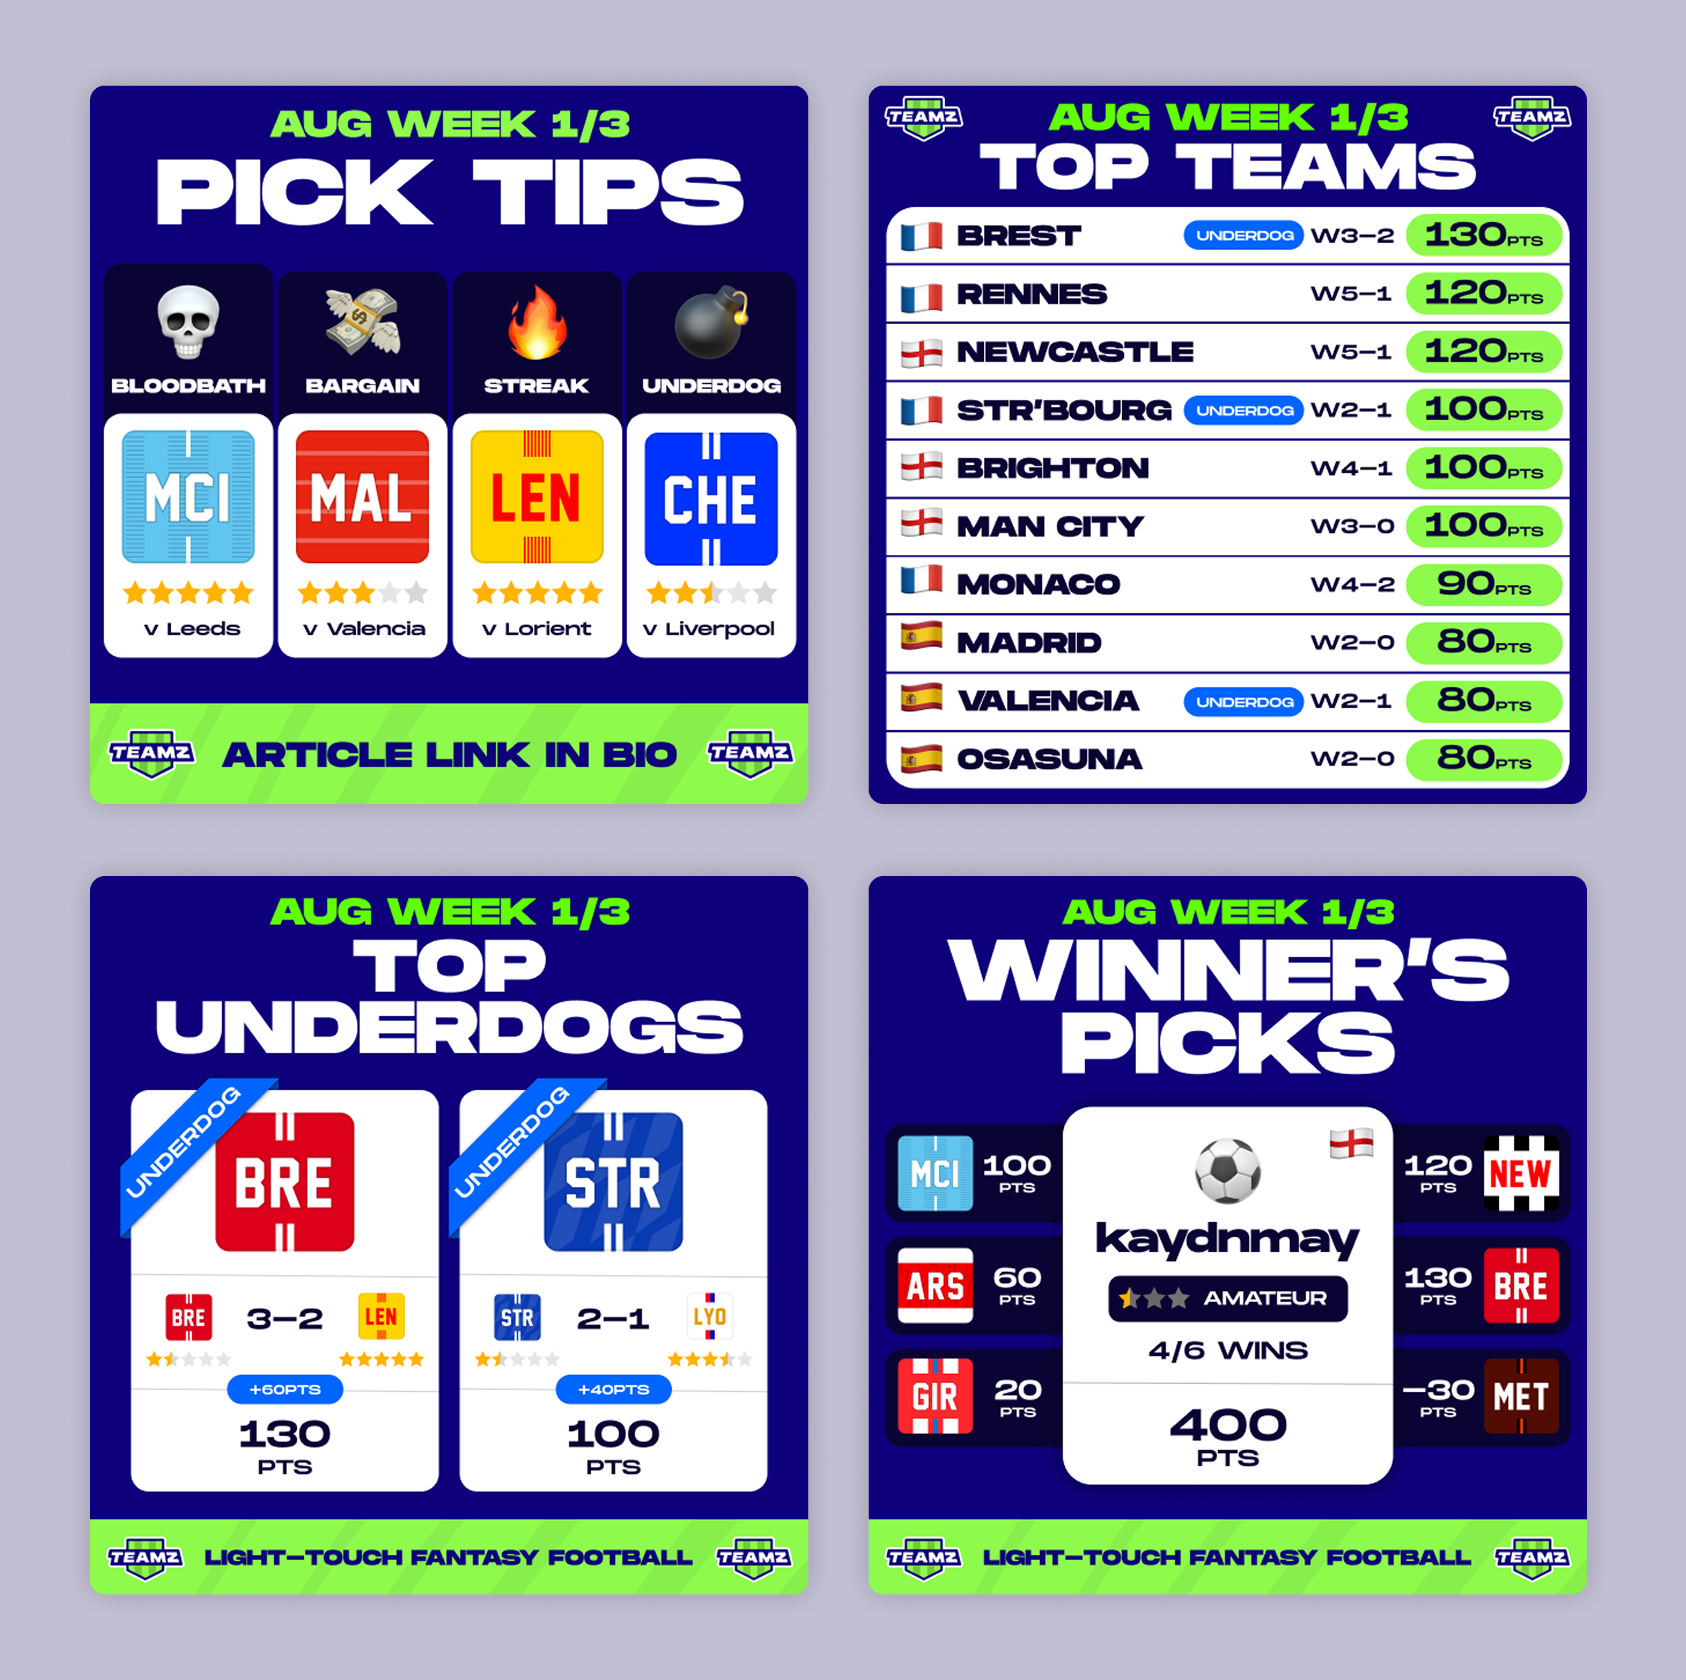 AUG WEEK 1/3
PICK TIPS
BLOODBATH
BARGAIN
STREAK
UNDERDOG
MCI
MAL
LEN
CHE
v Leeds
v Valencia
v Lorient
v Liverpool
TEAMZ
ARTICLE LINK IN BIO
TEAMZ
TEAMZ
AUG WEEK 1/3
TEAMZ
TOP TEAMS
BREST UNDERDOG W3-2 130PTS
RENNES W5-1 120PTS
NEWCASTLE W5-1 120PTS
STR'BOURG UNDERDOG W2-1 100PTS
BRIGHTON W4-1 100PTS
MAN CITY W3-0 100PTS
MONACO W4-2 90PTS
MADRID W2-0 80PTS
VALENCIA UNDERDOG W2-1 80PTS
OSASUNA W2-0 80PTS
AUG WEEK 1/3
TOP
UNDERDOGS
UNDERDOG
BRE
BRE 3-2 LEN
+60PTS
130
PTS
UNDERDOG
STR
STR 2-1 LYO
+40PTS
100
PTS
TEAMZ
LIGHT-TOUCH FANTASY FOOTBALL
TEAMZ
AUG WEEK 1/3
WINNER'S
PICKS
MCI 100
PTS
ARS 60
PTS
GIR 20
PTS
kaydnmay
AMATEUR
4/6 WINS
400
PTS
120 NEW
PTS
130 BRE
PTS
-30 MET
PTS
TEAMZ
LIGHT-TOUCH FANTASY FOOTBALL
TEAMZ